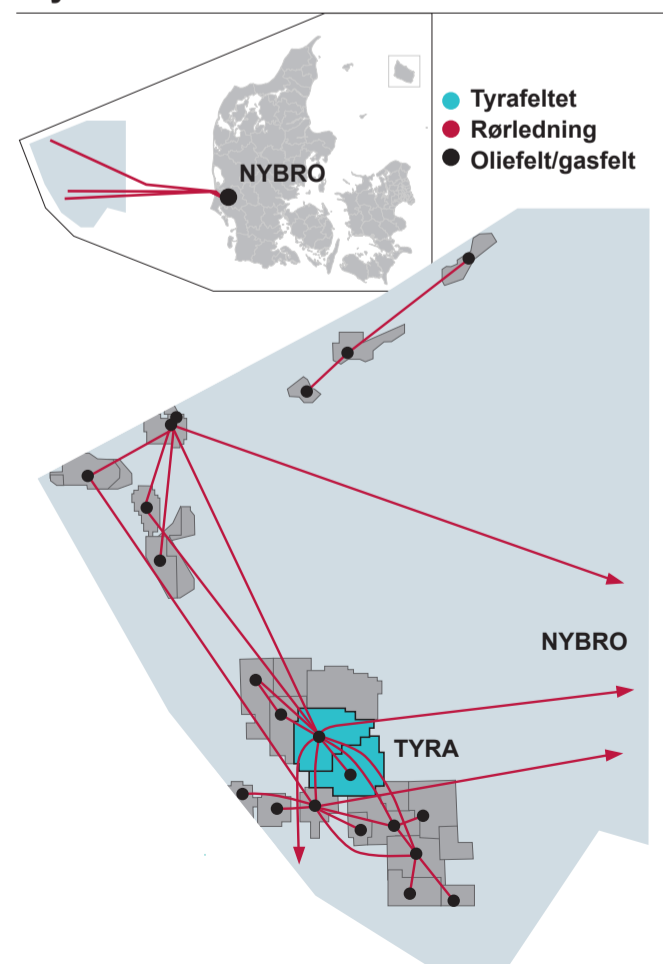 NYBRO
Tyrafeltet
Rørledning
Oliefelt/gasfelt
NYBRO
TYRA